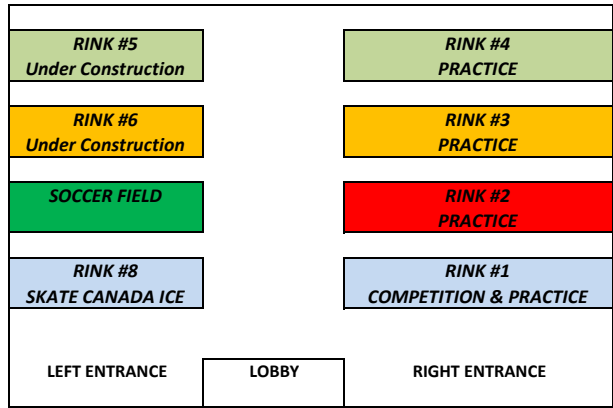 RINK #5
Under Construction
RINK #4
PRACTICE
RINK #6
Under Construction
RINK #3
PRACTICE
SOCCER FIELD
RINK #2
PRACTICE
RINK #8
SKATE CANADA ICE
RINK #1
COMPETITION & PRACTICE
LEFT ENTRANCE
LOBBY
RIGHT ENTRANCE